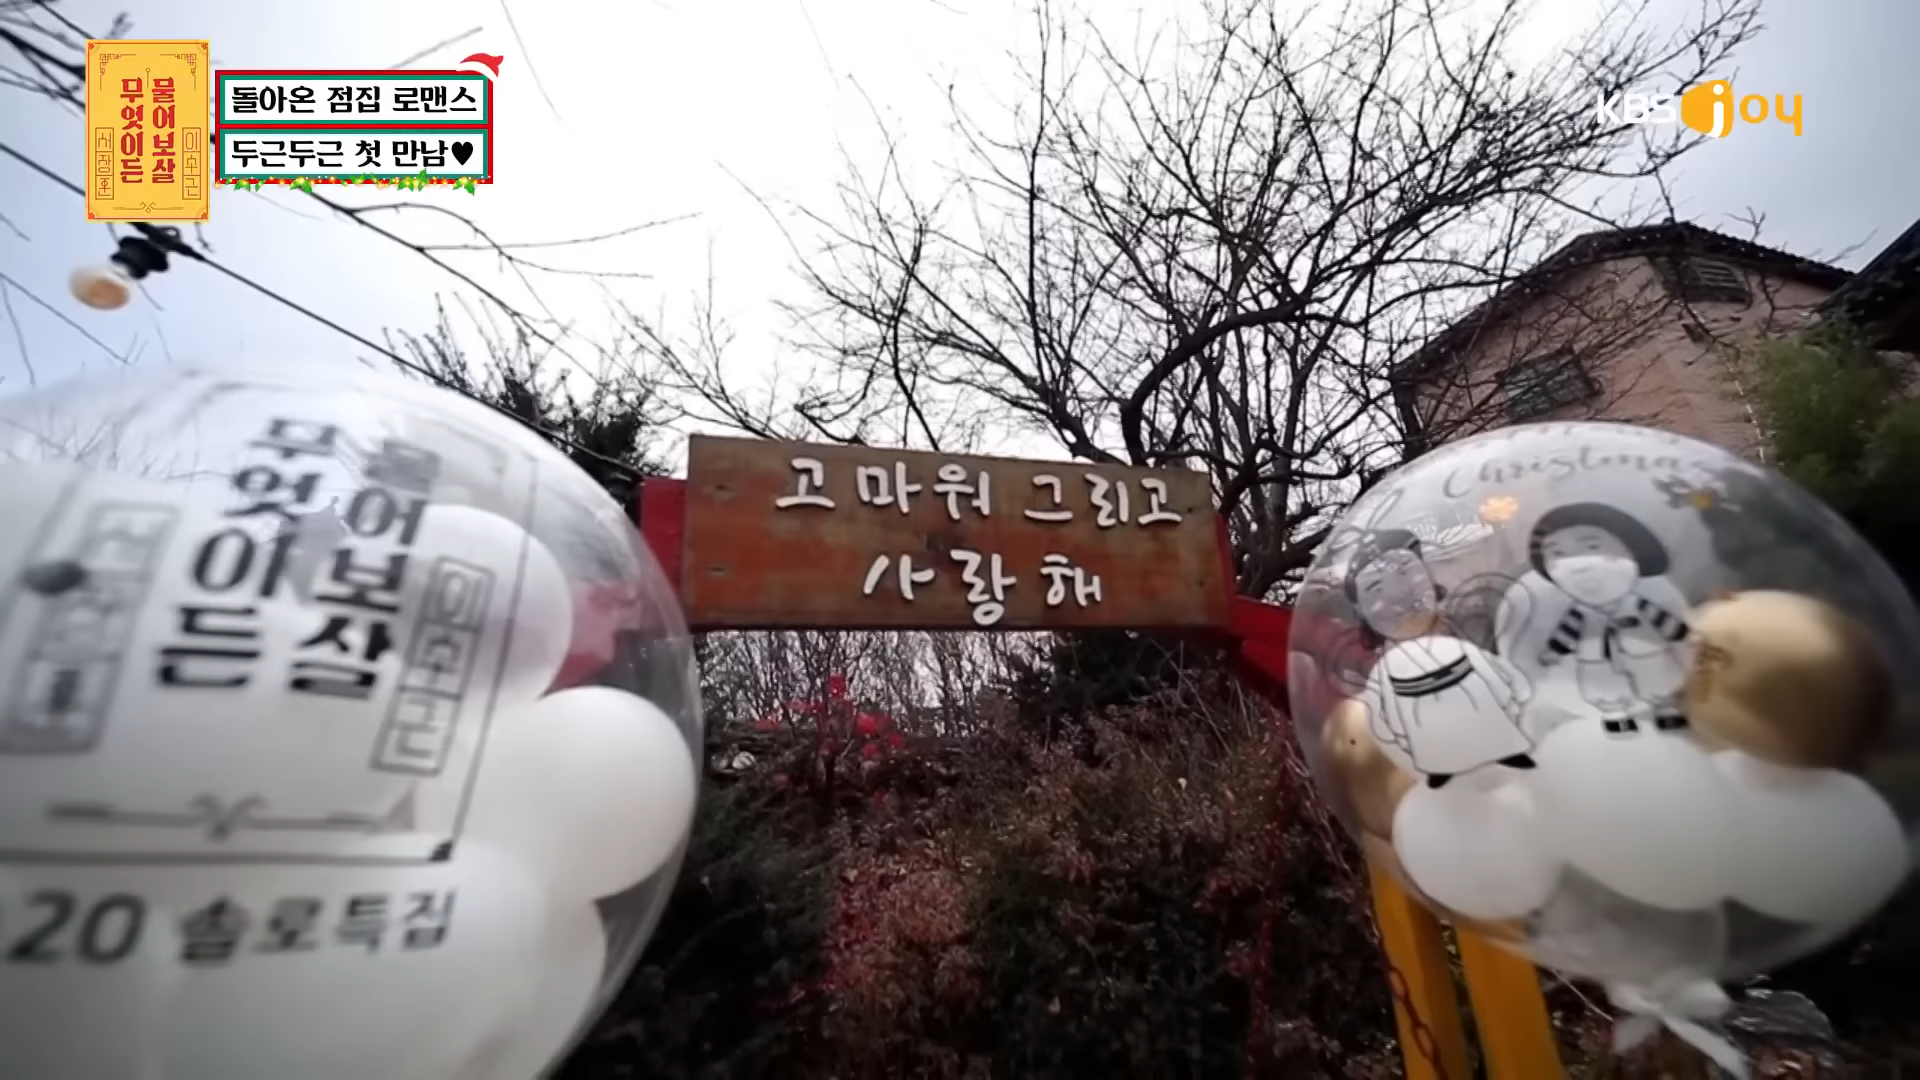 무엇이든
물어보살
서장훈
이수근
돌아온 점집 로맨스
두근두근 첫 만남♥
KBS joy
고마워 그리고
사랑해
무엇이든
물어보살
이수근
20 솔로특집
Christmas